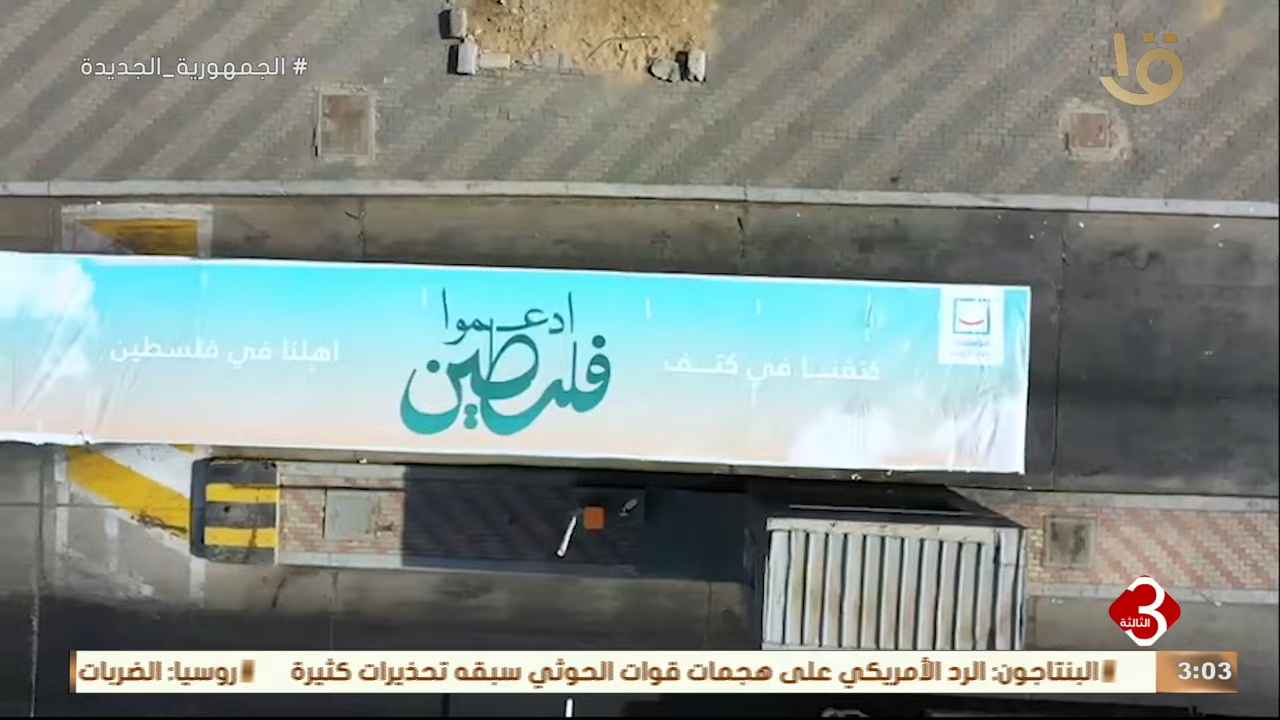 # الجمهورية_الجديدة
ادعموا
فلسطين
كتفنا في كتف
اهلنا في فلسطين
3
الثالثة
3:03
البنتاجون: الرد الأمريكي على هجمات قوات الحوثي سبقه تحذيرات كثيرة
روسيا: الضربات